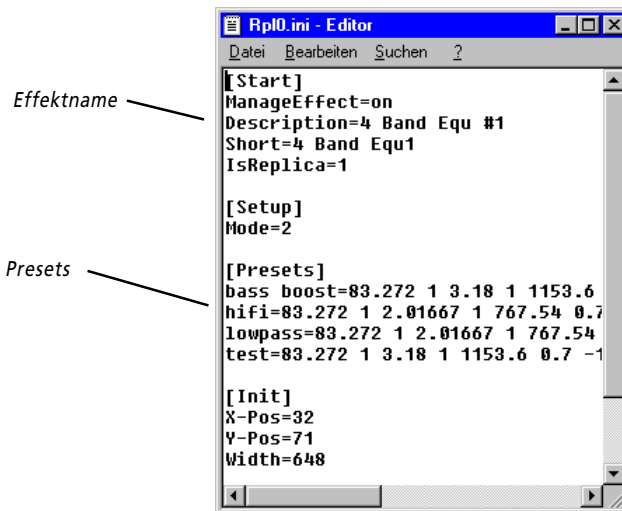 Rpl0.ini - Editor
Datei Bearbeiten Suchen ?
Effektname
[Start]
ManageEffect=on
Description=4 Band Equ #1
Short=4 Band Equ1
IsReplica=1
[Setup]
Mode=2
Presets
[Presets]
bass boost=83.272 1 3.18 1 1153.6
hifi=83.272 1 2.01667 1 767.54 0.7
lowpass=83.272 1 2.01667 1 767.54
test=83.272 1 3.18 1 1153.6 0.7 -1
[Init]
X-Pos=32
Y-Pos=71
Width=648